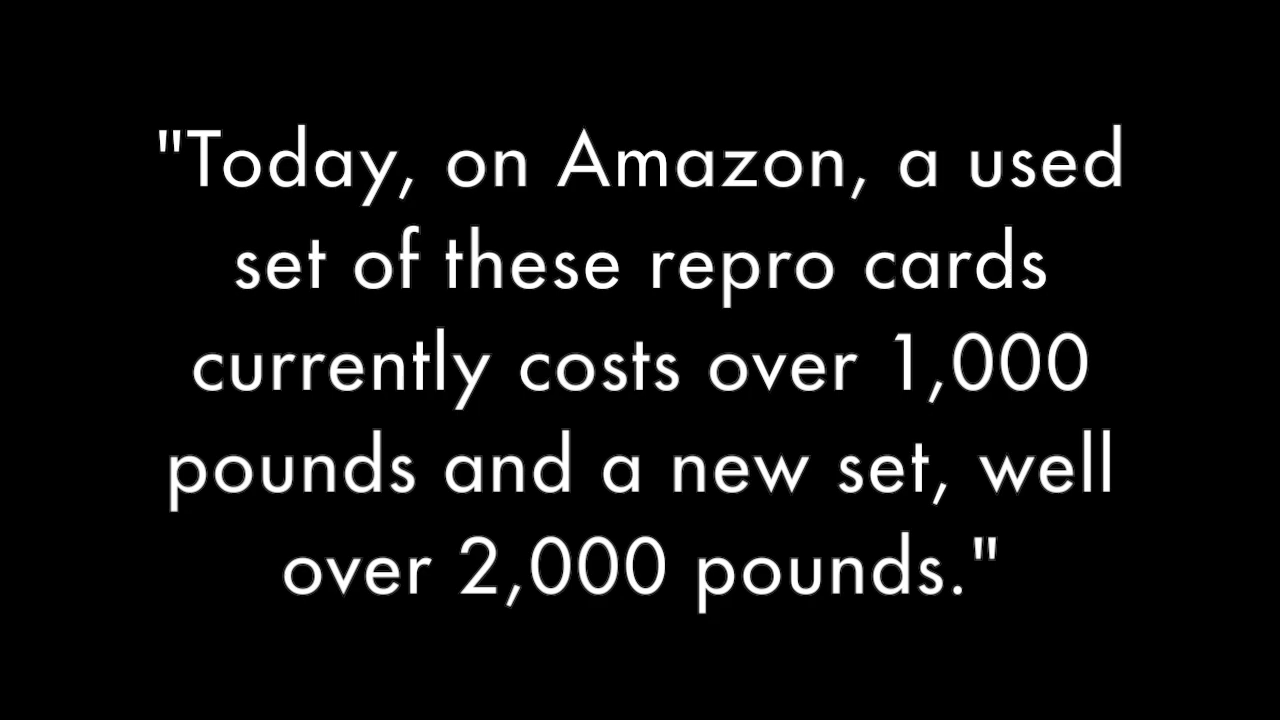 "Today, on Amazon, a used
set of these repro cards
currently costs over 1,000
pounds and a new set, well
over 2,000 pounds."